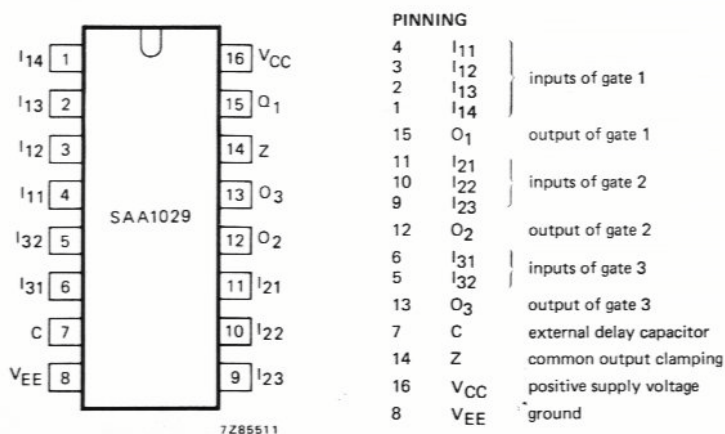 I14 1
I13 2
I12 3
I11 4
I32 5
I31 6
C 7
VEE 8
SAA1029
16 VCC
15 Q1
14 Z
13 O3
12 O2
11 I21
10 I22
9 I23
7Z85511
PINNING
4 I11
3 I12
2 I13
1 I14
inputs of gate 1
15 O1 output of gate 1
11 I21
10 I22
9 I23
inputs of gate 2
12 O2 output of gate 2
6 I31
5 I32
inputs of gate 3
13 O3 output of gate 3
7 C external delay capacitor
14 Z common output clamping
16 VCC positive supply voltage
8 VEE ground